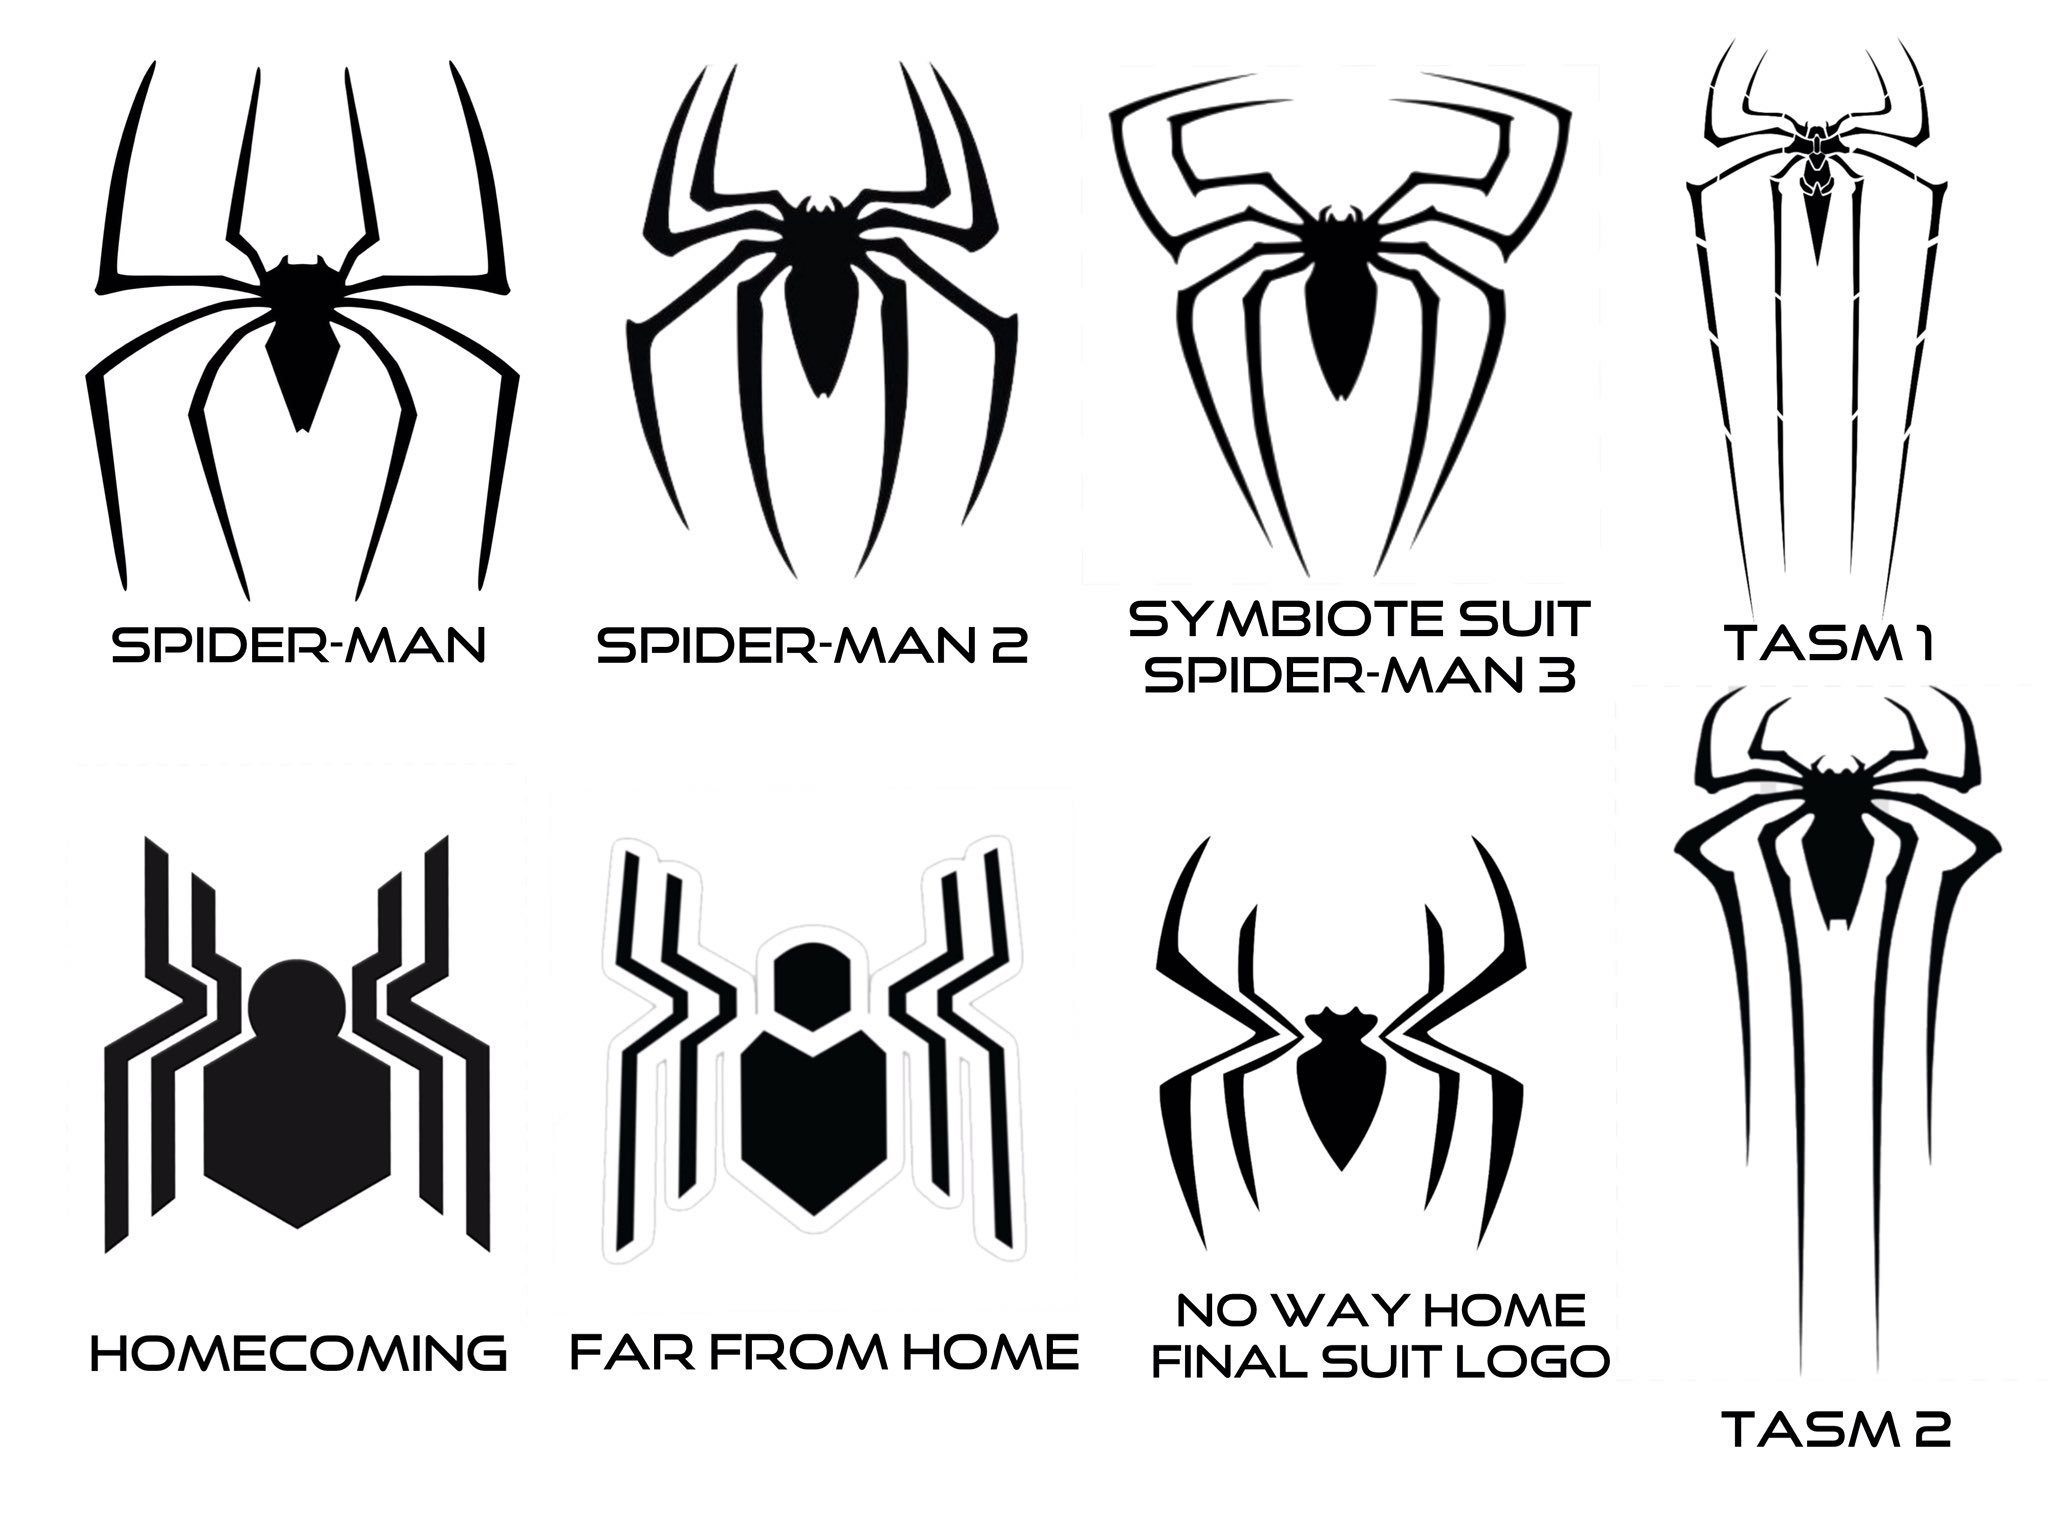 SPIDER-MAN
SPIDER-MAN 2
SYMBIOTE SUIT
SPIDER-MAN 3
TASM 1
HOMECOMING
FAR FROM HOME
NO WAY HOME
FINAL SUIT LOGO
TASM 2